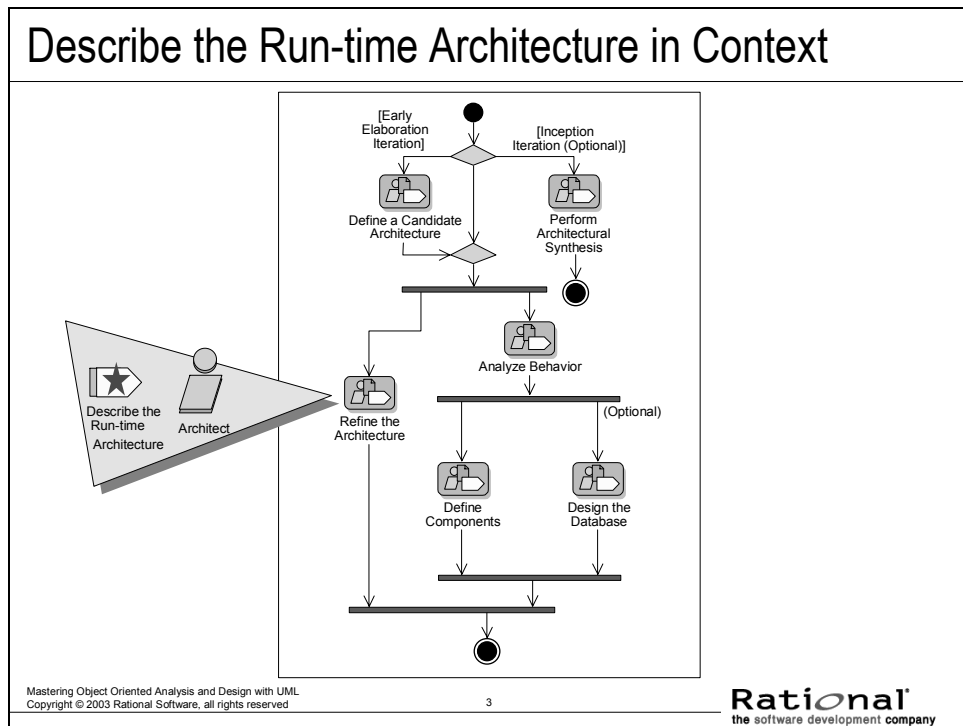 Describe the Run-time Architecture in Context
[Early
Elaboration
Iteration]
[Inception
Iteration (Optional)]
Define a Candidate
Architecture
Perform
Architectural
Synthesis
Analyze Behavior
Describe the
Run-time
Architecture
Architect
Refine the
Architecture
(Optional)
Define
Components
Design the
Database
Mastering Object Oriented Analysis and Design with UML
Copyright © 2003 Rational Software, all rights reserved
3
Rational
the software development company